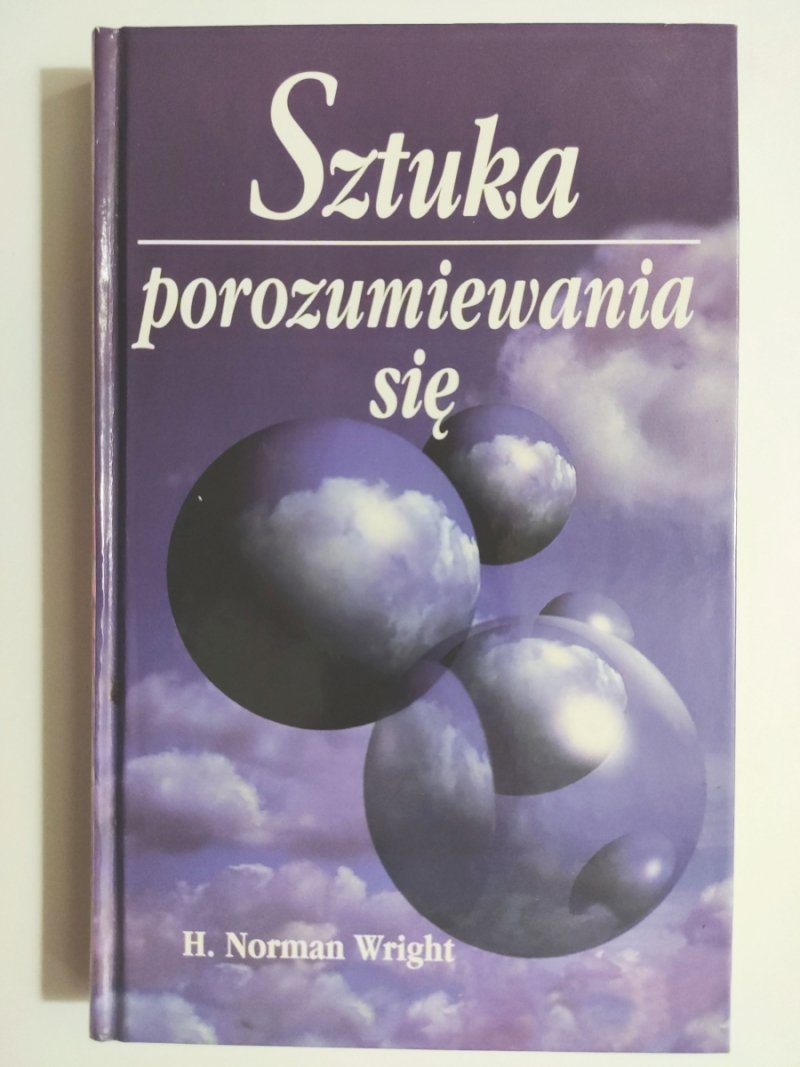 Sztuka
porozumiewania
się
H. Norman Wright